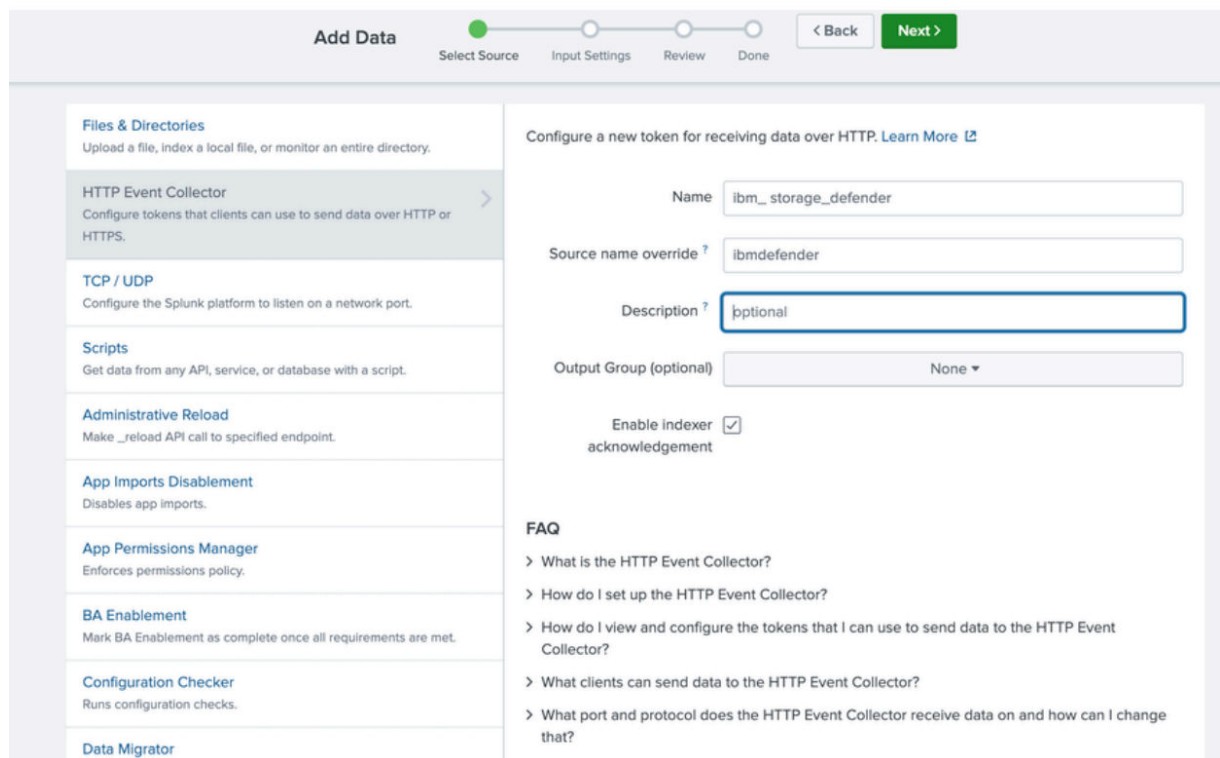 Add Data
Select Source
Input Settings
Review
Done
< Back
Next >
Files & Directories
Upload a file, index a local file, or monitor an entire directory.
HTTP Event Collector
Configure tokens that clients can use to send data over HTTP or
HTTPS.
TCP / UDP
Configure the Splunk platform to listen on a network port.
Scripts
Get data from any API, service, or database with a script.
Administrative Reload
Make _reload API call to specified endpoint.
App Imports Disablement
Disables app imports.
App Permissions Manager
Enforces permissions policy.
BA Enablement
Mark BA Enablement as complete once all requirements are met.
Configuration Checker
Runs configuration checks.
Data Migrator
Configure a new token for receiving data over HTTP. Learn More
Name
ibm_ storage_defender
Source name override ?
ibmdefender
Description ?
optional
Output Group (optional)
None
Enable indexer
acknowledgement
FAQ
> What is the HTTP Event Collector?
> How do I set up the HTTP Event Collector?
> How do I view and configure the tokens that I can use to send data to the HTTP Event
Collector?
> What clients can send data to the HTTP Event Collector?
> What port and protocol does the HTTP Event Collector receive data on and how can I change
that?